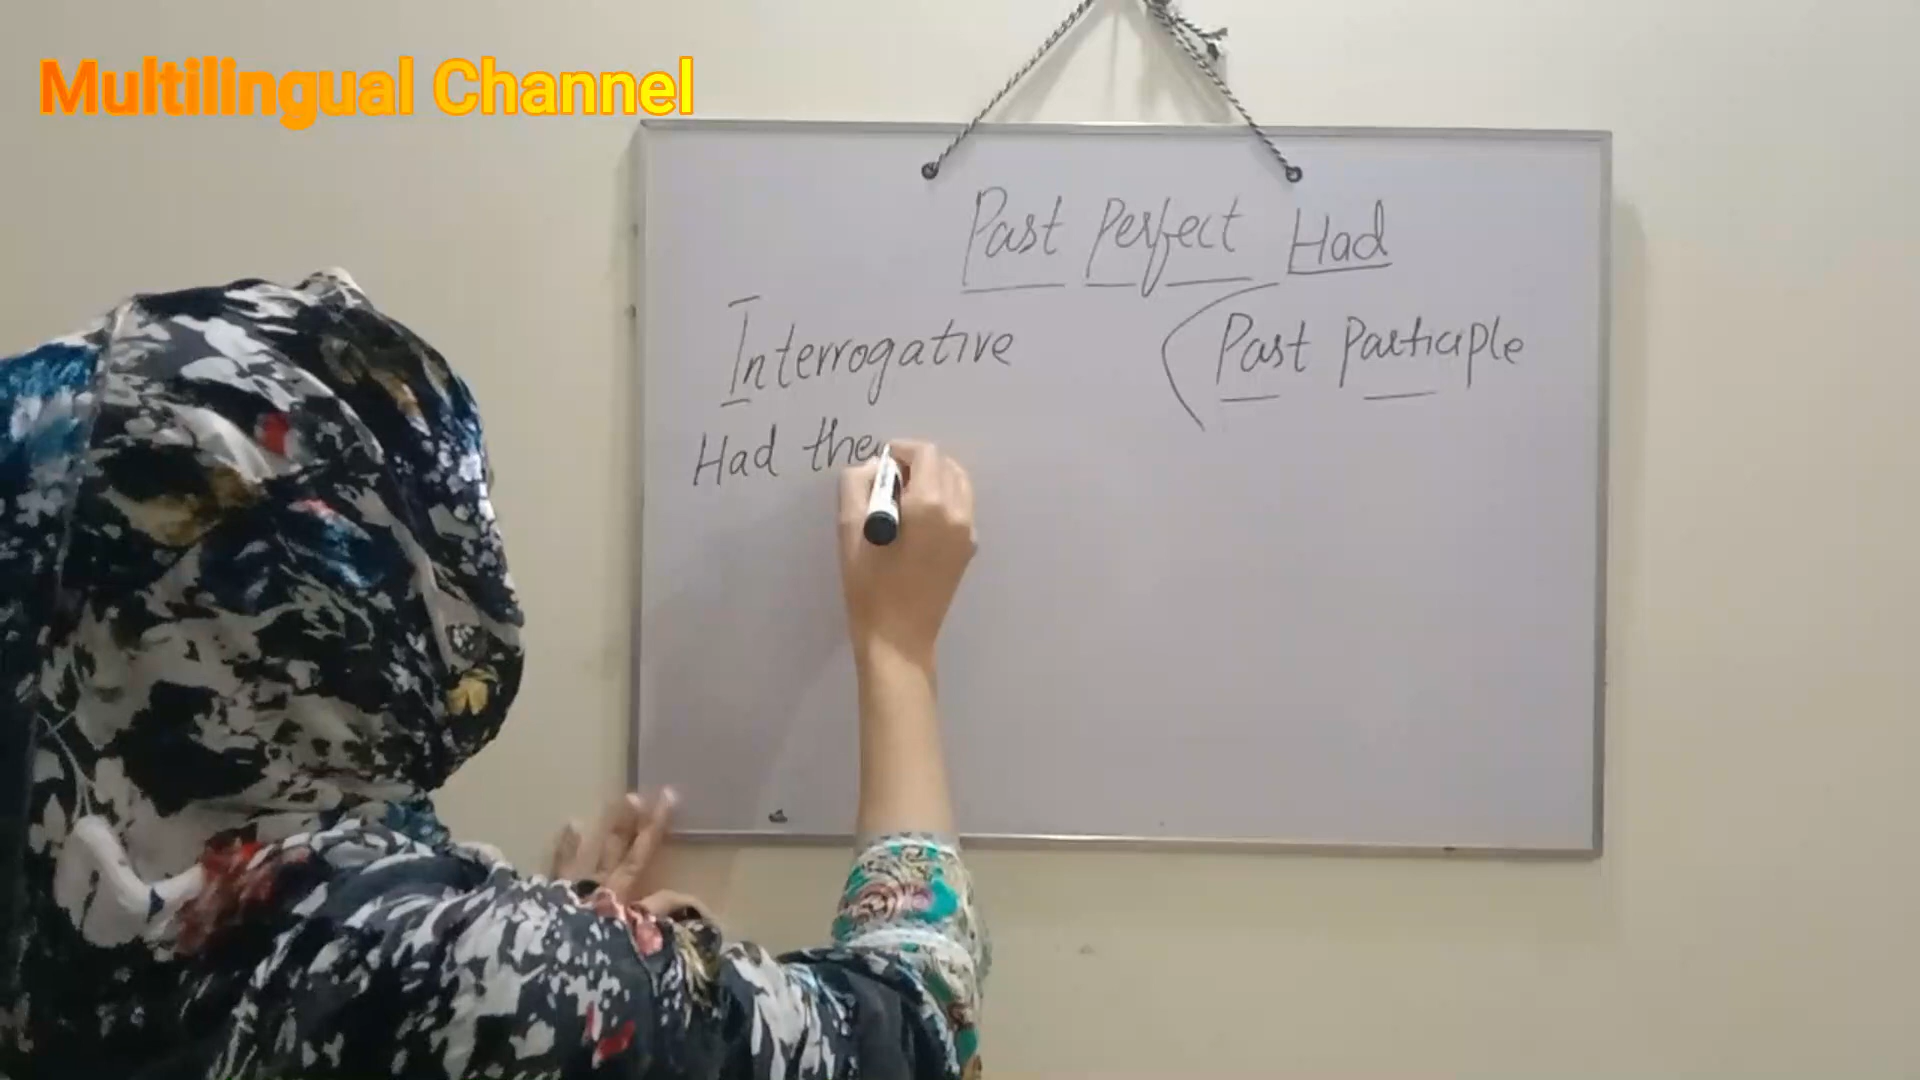 Multilingual Channel
Past Perfect Had
Interrogative
Past Participle
Had the